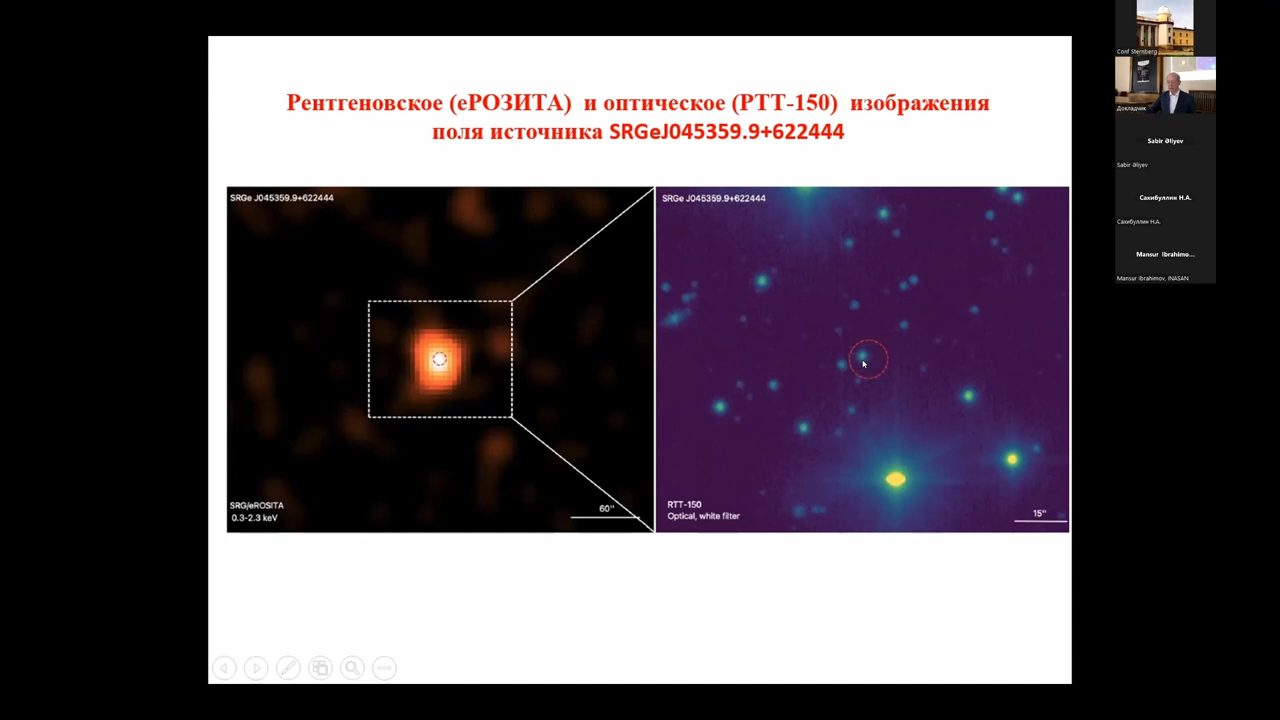 Рентгеновское (еРОЗИТА) и оптическое (РТТ-150) изображения
поля источника SRGeJ045359.9+622444
SRGe J045359.9+622444
SRG/eROSITA
0.3-2.3 keV
60''
SRGe J045359.9+622444
RTT-150
Optical, white filter
15''
Conf Sternberg
Докладчик
Sabir Əliyev
Sabir Əliyev
Сахибуллин Н.А.
Сахибуллин Н.А.
Mansur Ibrahimo...
Mansur Ibrahimov, INASAN